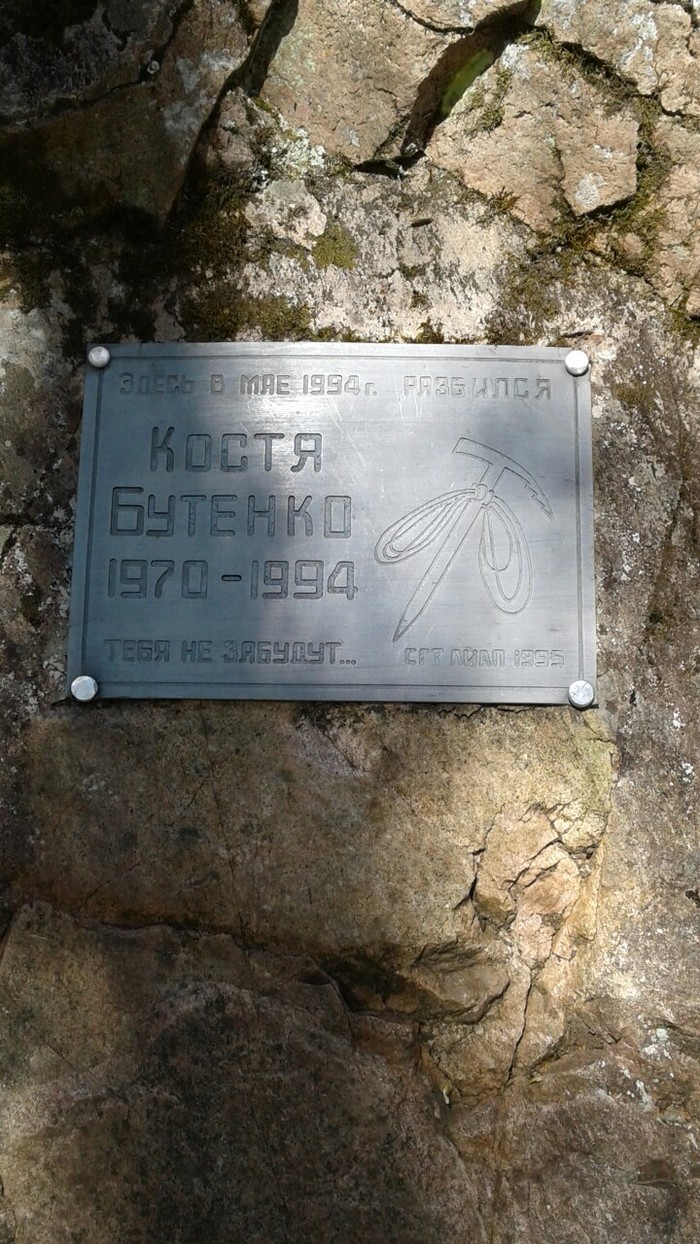 ЗДЕСЬ В МАЕ 1994 г. РАЗБИЛСЯ
КОСТЯ
БУТЕНКО
1970-1994
ТЕБЯ НЕ ЗАБУДУТ...
СГТ ЛИАП-1995